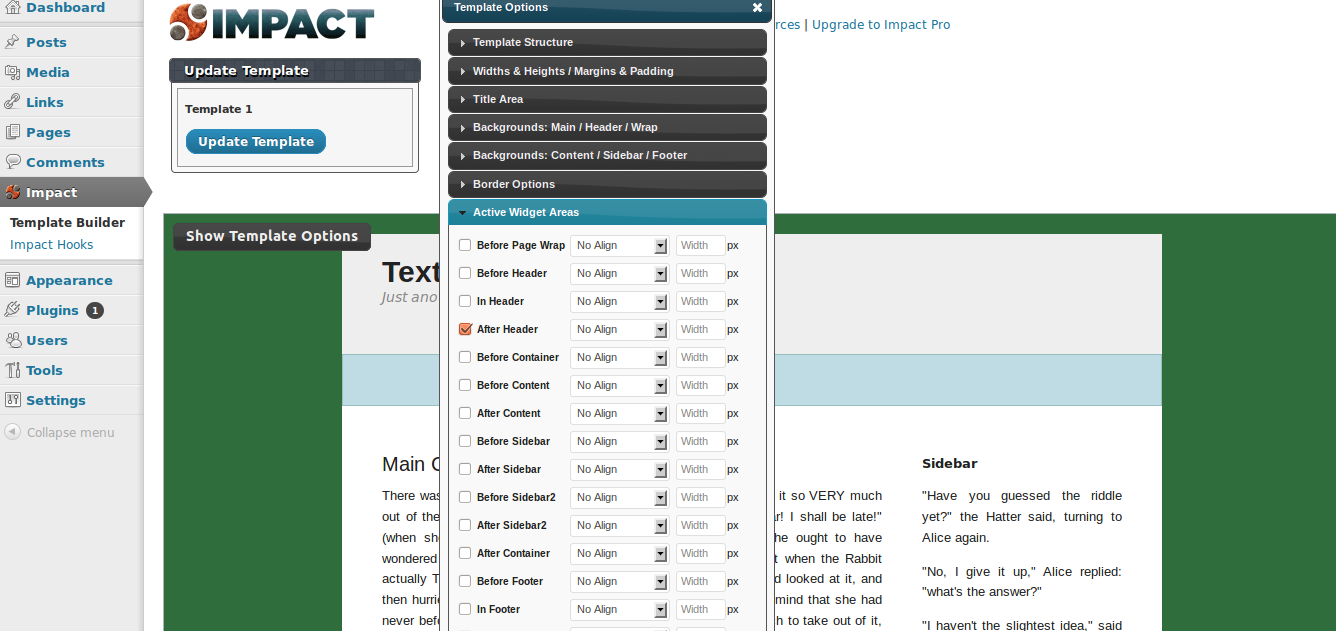 Dashboard
Posts
Media
Links
Pages
Comments
Impact
Template Builder
Impact Hooks
Appearance
Plugins 1
Users
Tools
Settings
Collapse menu
IMPACT
Update Template
Template 1
Update Template
rces | Upgrade to Impact Pro
Show Template Options
Template Options
Template Structure
Widths & Heights / Margins & Padding
Title Area
Backgrounds: Main / Header / Wrap
Backgrounds: Content / Sidebar / Footer
Border Options
Active Widget Areas
Before Page Wrap No Align Width px
Before Header No Align Width px
In Header No Align Width px
After Header No Align Width px
Before Container No Align Width px
Before Content No Align Width px
After Content No Align Width px
Before Sidebar No Align Width px
After Sidebar No Align Width px
Before Sidebar2 No Align Width px
After Sidebar2 No Align Width px
After Container No Align Width px
Before Footer No Align Width px
In Footer No Align Width px
Text
Just ano
Main C
There was it so VERY much
out of the r! I shall be late!"
(when sh he ought to have
wondered t when the Rabbit
actually T d looked at it, and
then hurri mind that she had
never bef h to take out of it,
Sidebar
"Have you guessed the riddle
yet?" the Hatter said, turning to
Alice again.
"No, I give it up," Alice replied:
"what's the answer?"
"I haven't the slightest idea," said